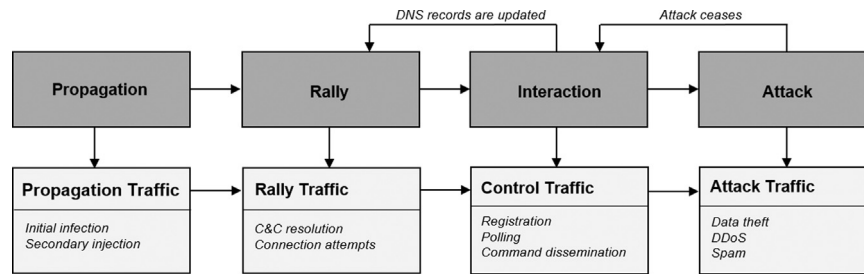 DNS records are updated
Attack ceases
Propagation
Rally
Interaction
Attack
Propagation Traffic
Initial infection
Secondary injection
Rally Traffic
C&C resolution
Connection attempts
Control Traffic
Registration
Polling
Command dissemination
Attack Traffic
Data theft
DDoS
Spam